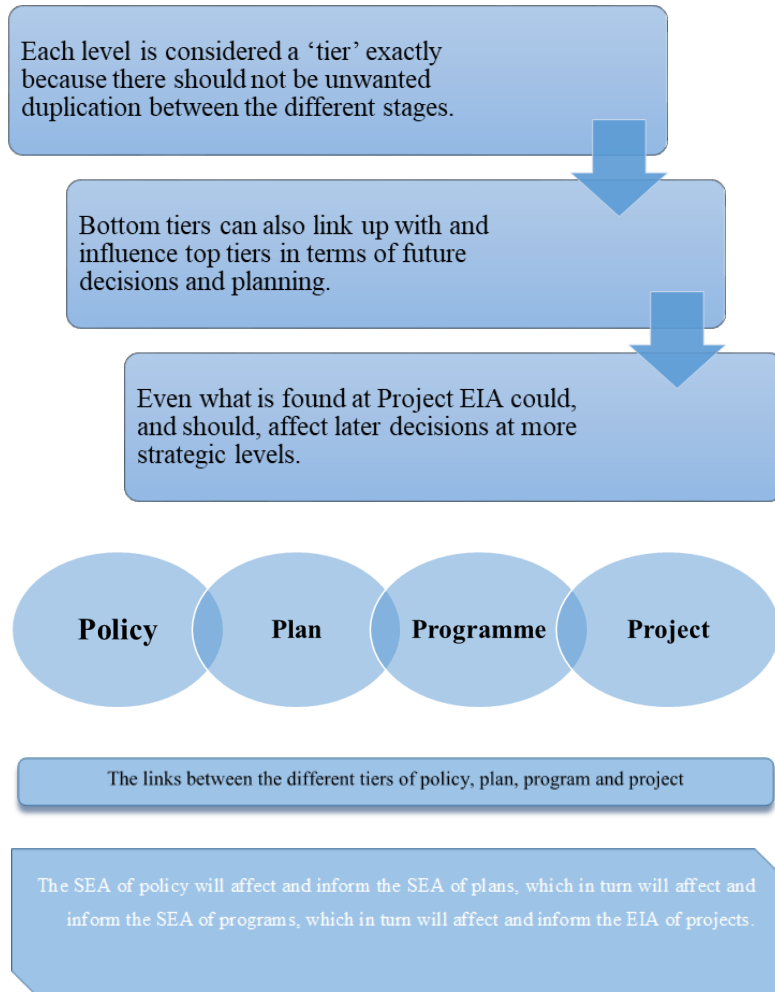 Each level is considered a ‘tier’ exactly
because there should not be unwanted
duplication between the different stages.
Bottom tiers can also link up with and
influence top tiers in terms of future
decisions and planning.
Even what is found at Project EIA could,
and should, affect later decisions at more
strategic levels.
Policy
Plan
Programme
Project
The links between the different tiers of policy, plan, program and project
The SEA of policy will affect and inform the SEA of plans, which in turn will affect and
inform the SEA of programs, which in turn will affect and inform the EIA of projects.